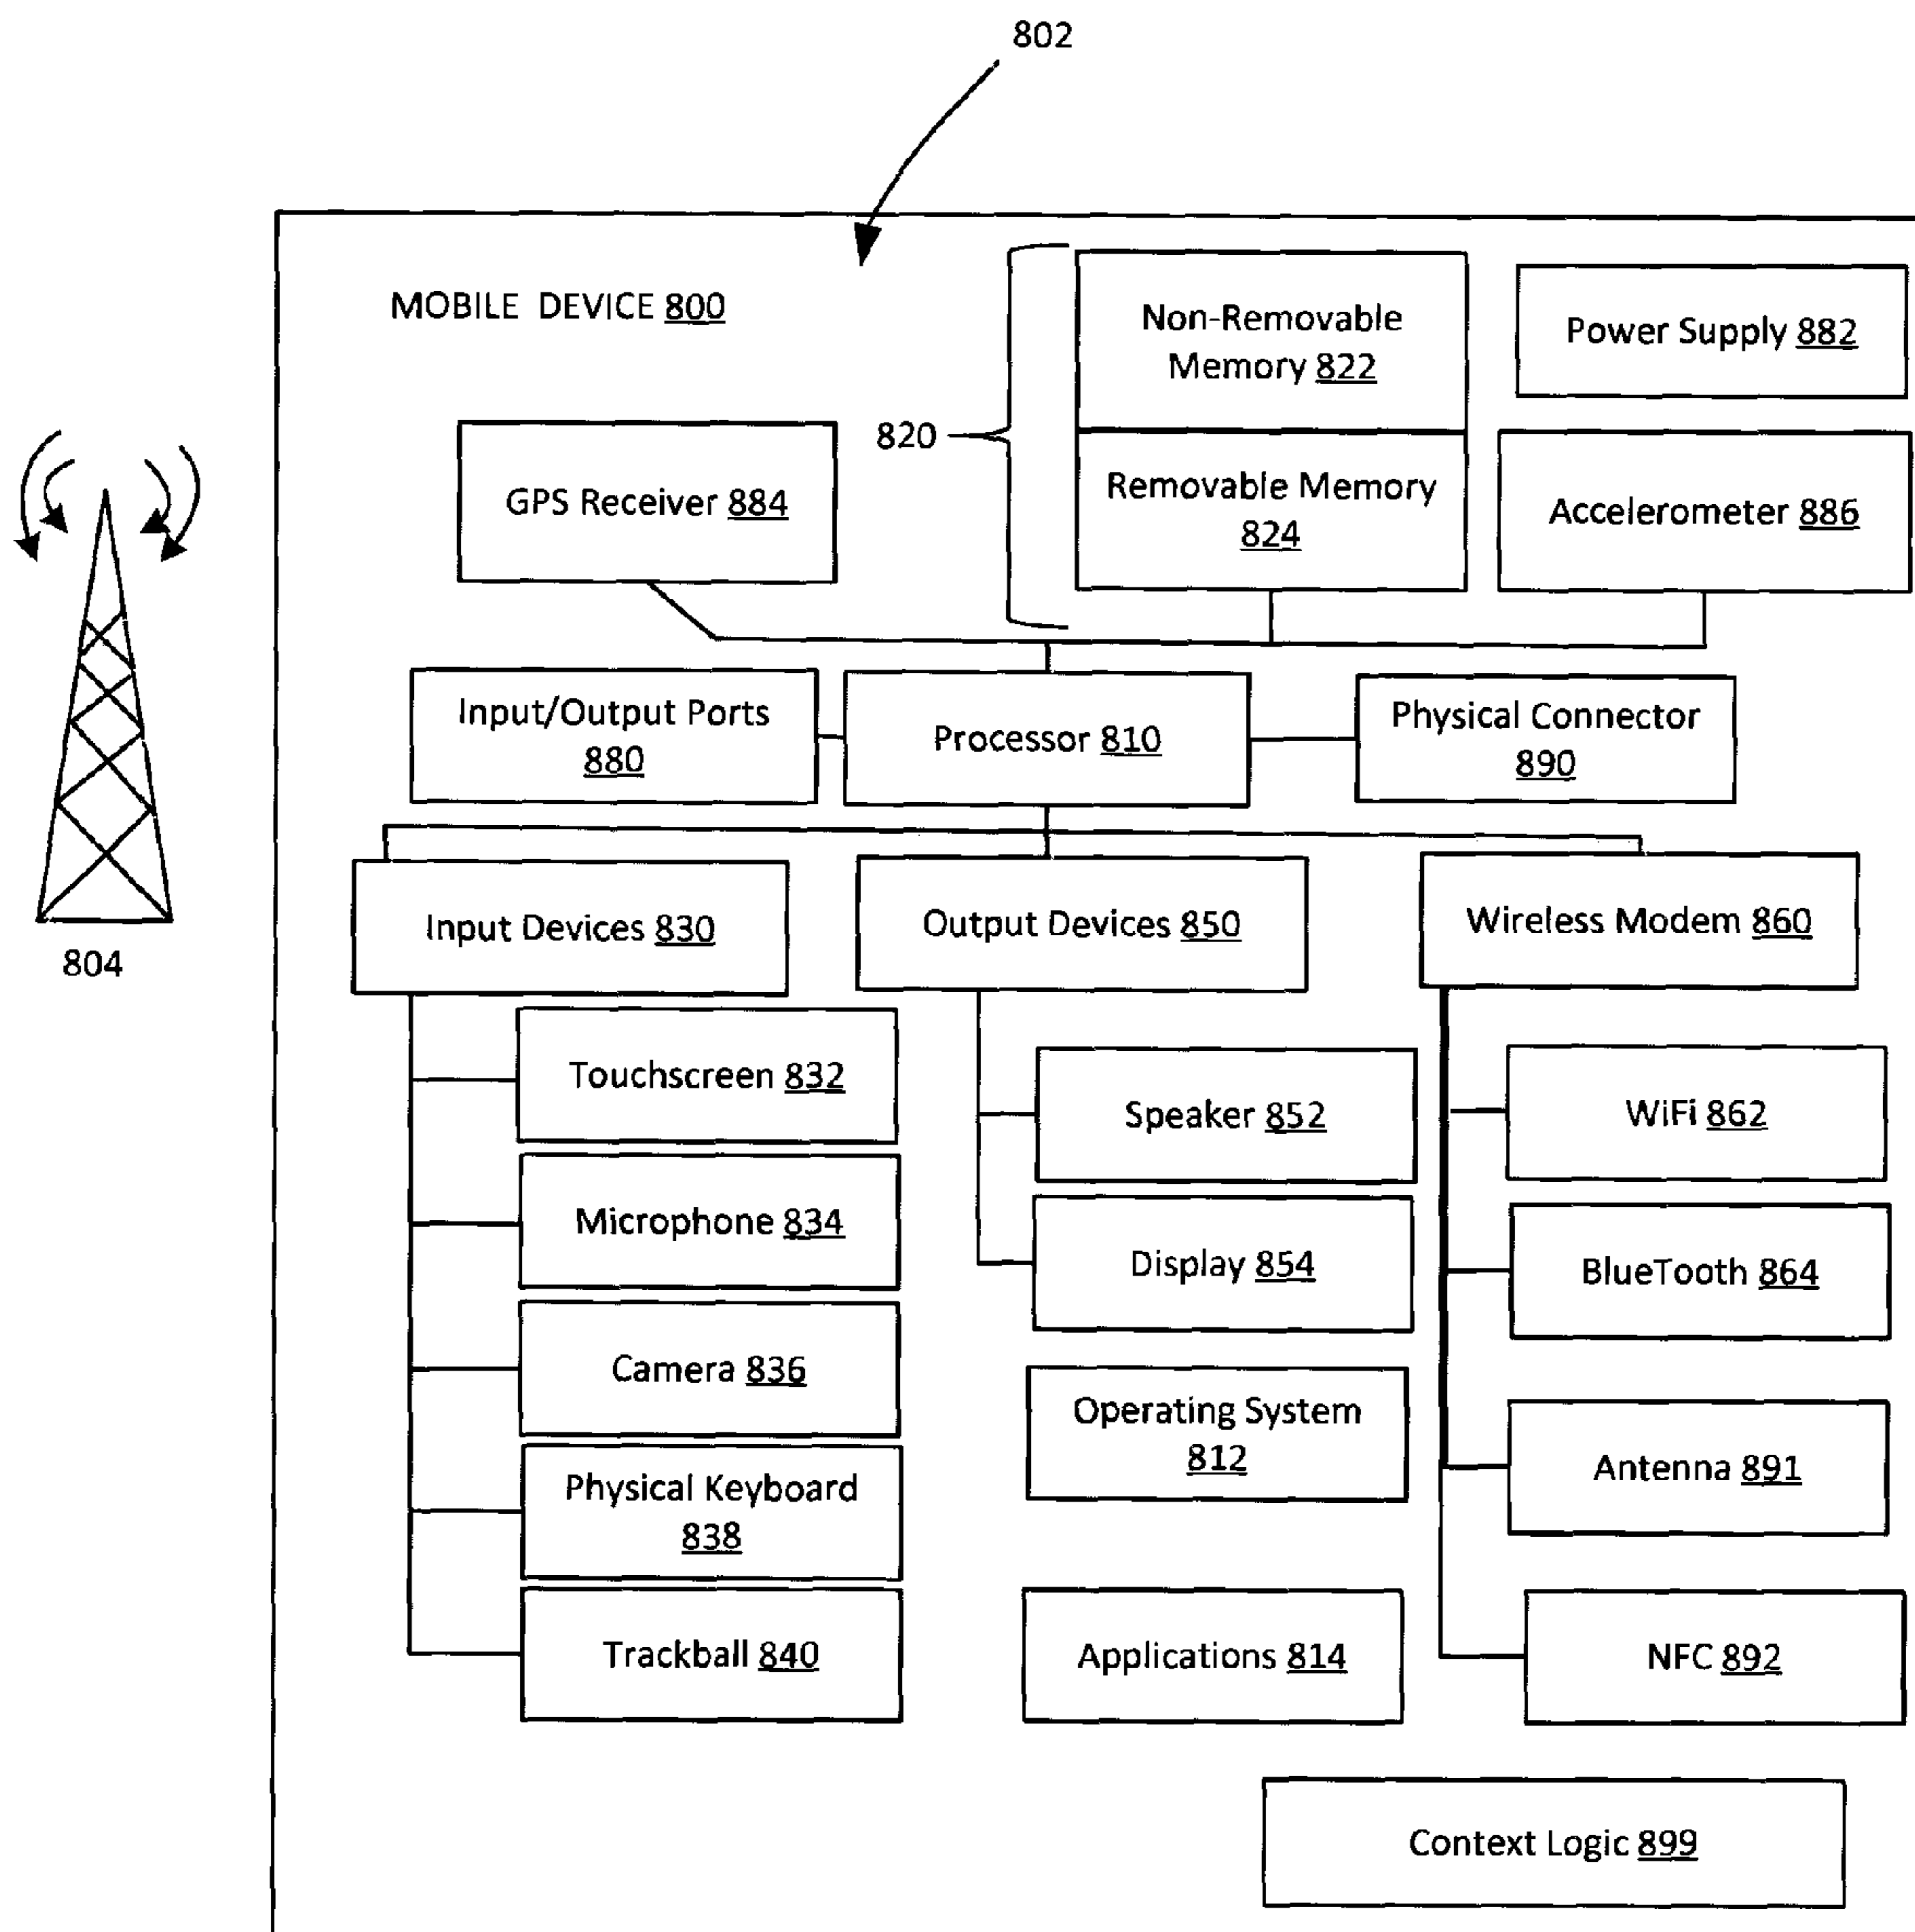 802
MOBILE DEVICE 800
Non-Removable
Memory 822
Power Supply 882
820
GPS Receiver 884
Removable Memory
824
Accelerometer 886
Input/Output Ports
880
Processor 810
Physical Connector
890
Input Devices 830
Output Devices 850
Wireless Modem 860
804
Touchscreen 832
Speaker 852
WiFi 862
Microphone 834
Display 854
BlueTooth 864
Camera 836
Operating System
812
Antenna 891
Physical Keyboard
838
Trackball 840
Applications 814
NFC 892
Context Logic 899